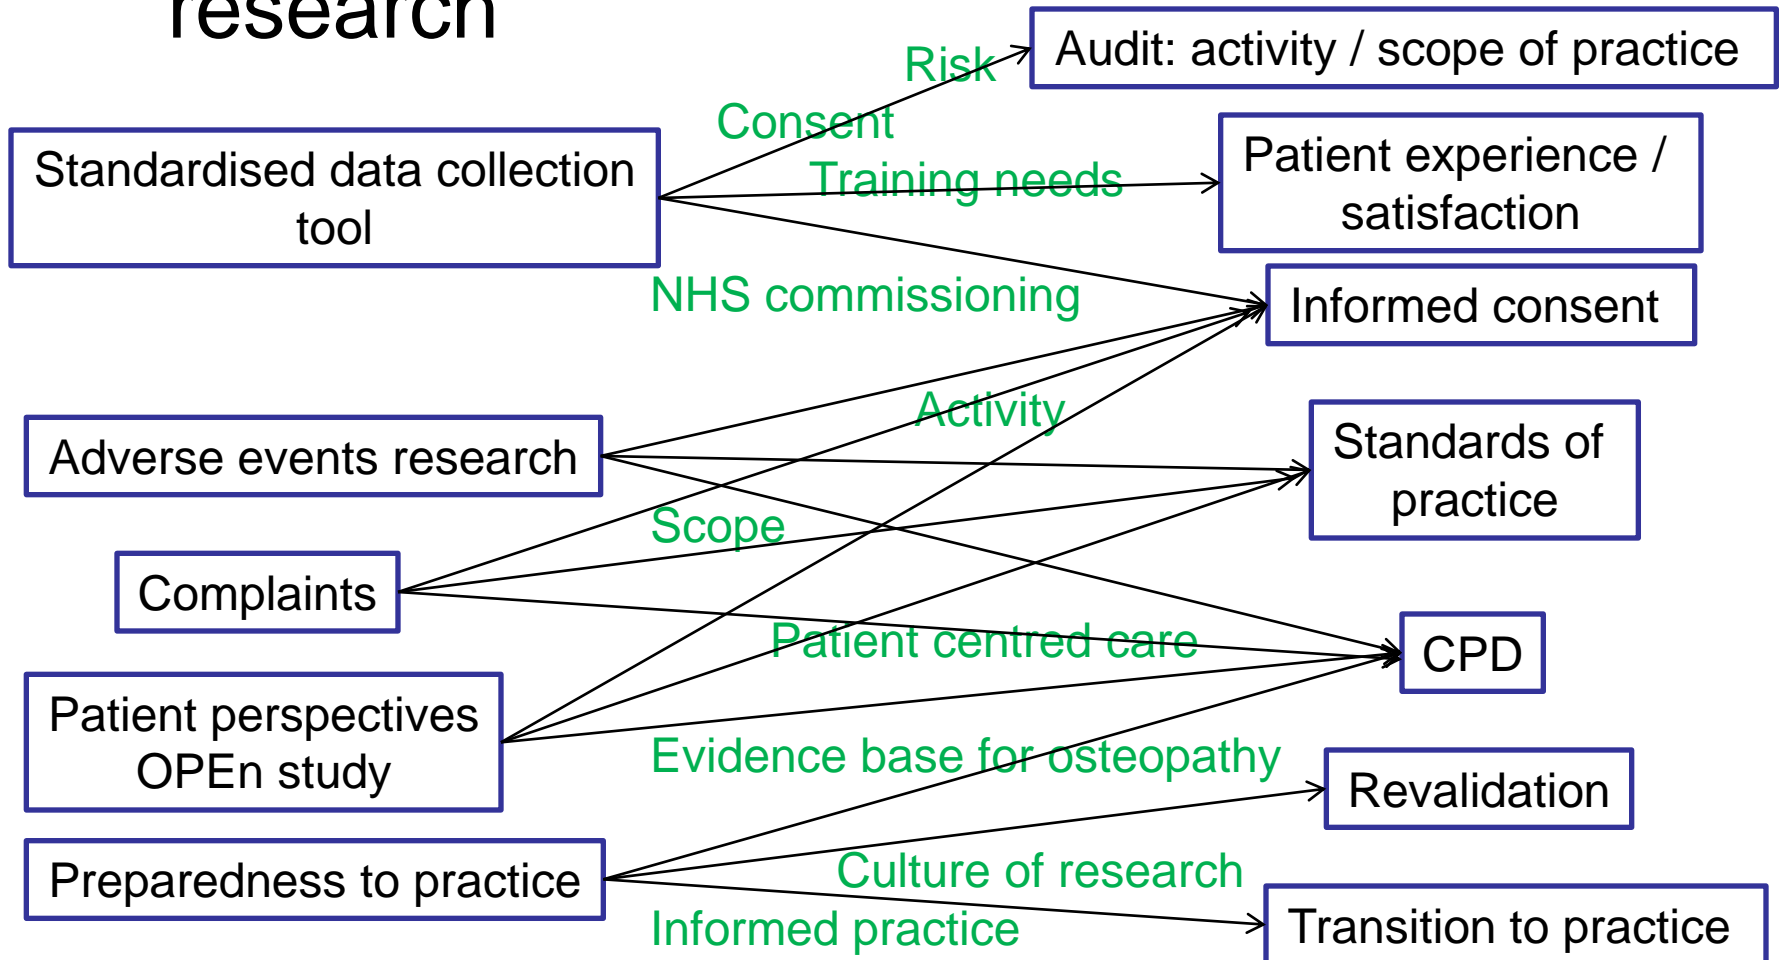 research
Risk
Audit: activity / scope of practice
Consent
Standardised data collection
tool
Training needs
Patient experience /
satisfaction
NHS commissioning
Informed consent
Activity
Adverse events research
Standards of
practice
Scope
Complaints
Patient centred care
CPD
Patient perspectives
OPEn study
Evidence base for osteopathy
Revalidation
Preparedness to practice
Culture of research
Informed practice
Transition to practice